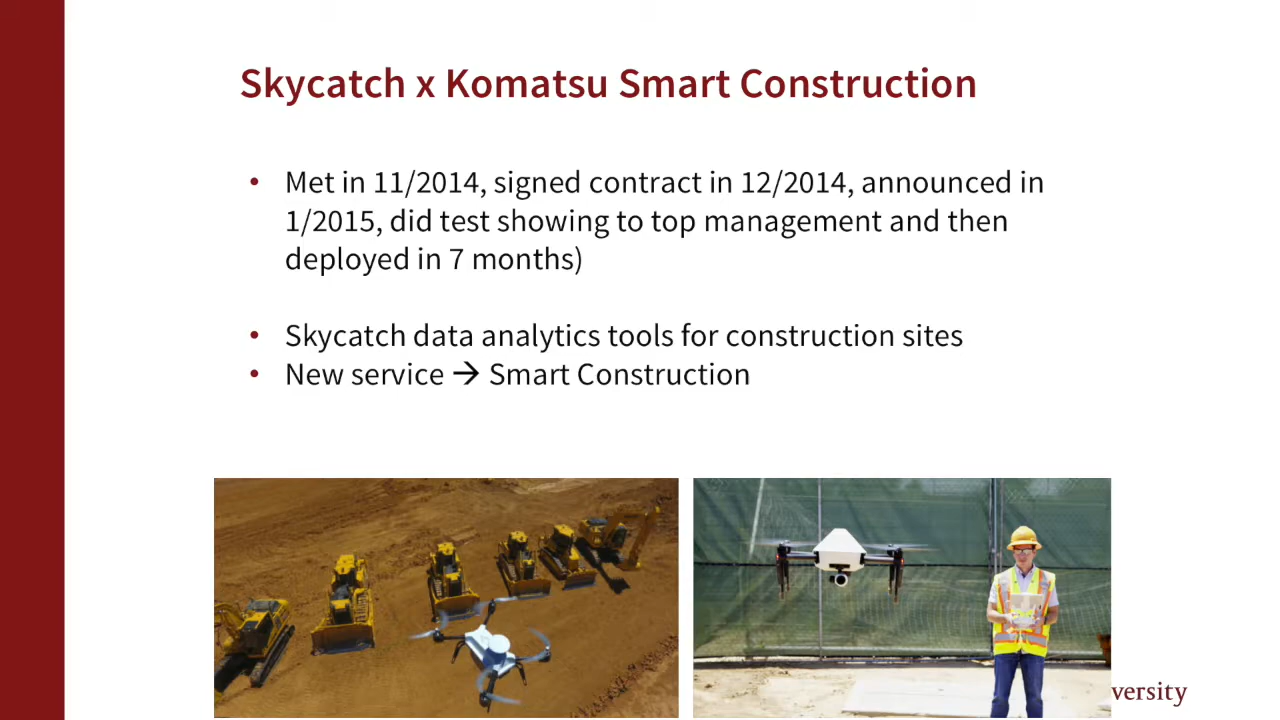 Skycatch x Komatsu Smart Construction
• Met in 11/2014, signed contract in 12/2014, announced in
1/2015, did test showing to top management and then
deployed in 7 months)
• Skycatch data analytics tools for construction sites
• New service → Smart Construction
versity